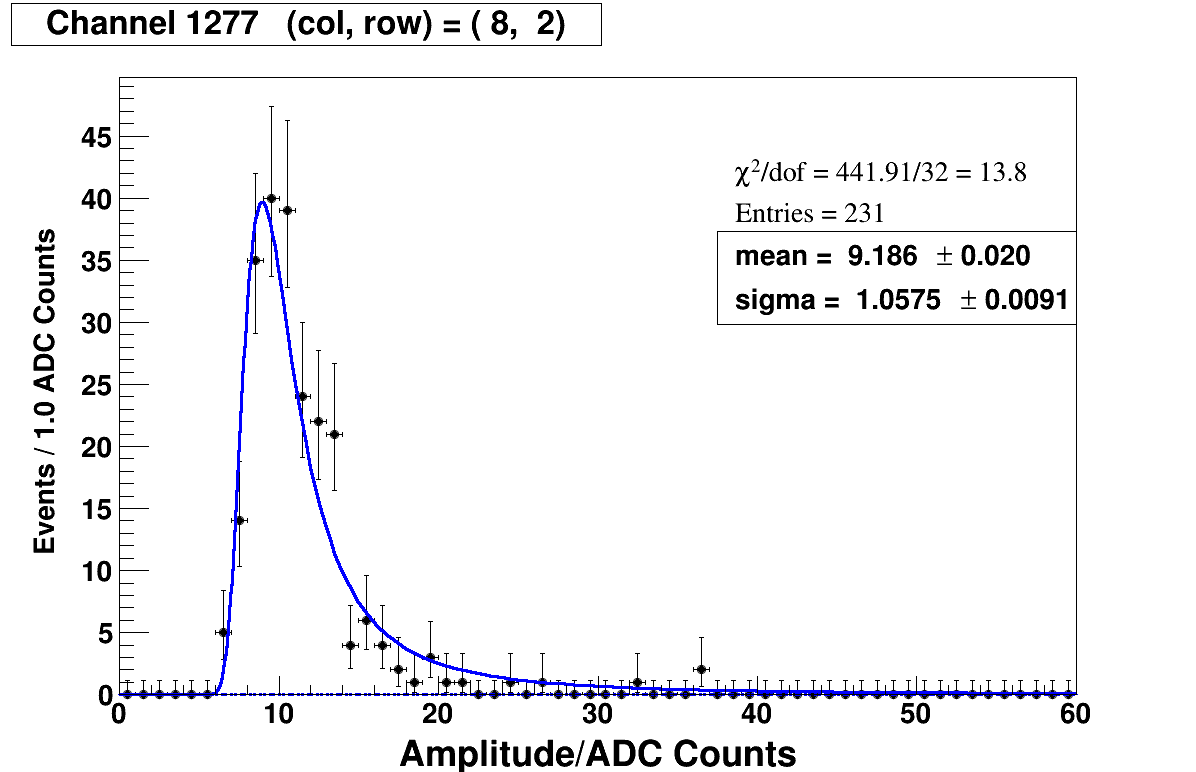 Channel 1277 (col, row) = ( 8, 2)
χ²/dof = 441.91/32 = 13.8
Entries = 231
mean = 9.186 ± 0.020
sigma = 1.0575 ± 0.0091
Events / 1.0 ADC Counts
45
40
35
30
25
20
15
10
5
0
0 10 20 30 40 50 60
Amplitude/ADC Counts